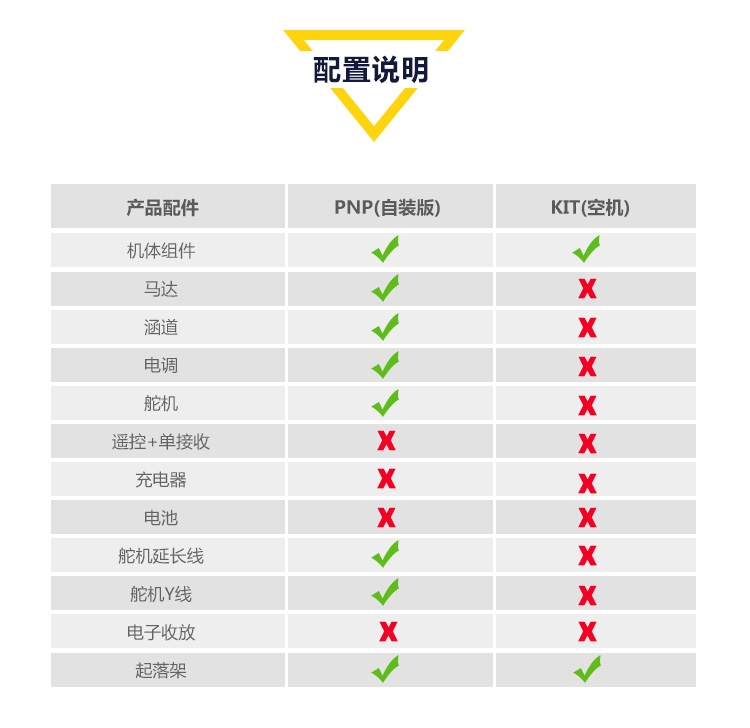 配置说明
产品配件 PNP(自装版) KIT(空机)
机体组件
马达
涵道
电调
舵机
遥控+单接收
充电器
电池
舵机延长线
舵机Y线
电子收放
起落架